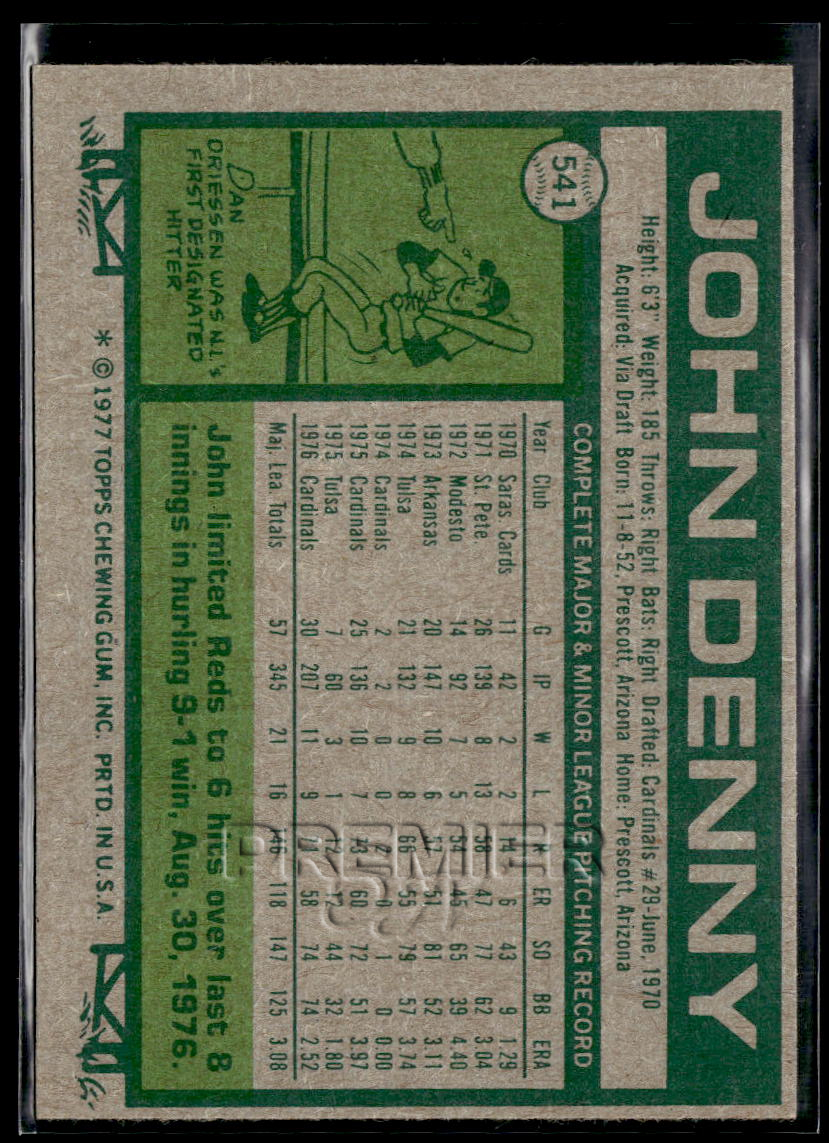 JOHN DENNY
541
Height: 6'3" Weight: 185 Throws: Right Bats: Right Drafted: Cardinals #29-June, 1970
Acquired: Via Draft Born: 11-8-52, Prescott, Arizona Home: Prescott, Arizona
COMPLETE MAJOR & MINOR LEAGUE PITCHING RECORD
Year Club G IP W L R ER SO BB ERA
1970 Saras Cards 11 42 2 2 14 6 43 9 1.29
1971 St. Pete. 26 139 8 13 58 47 77 62 3.04
1972 Modesto 14 92 7 5 54 45 65 39 4.40
1973 Arkansas 20 147 10 6 57 51 81 52 3.11
1974 Tulsa 21 132 9 8 66 55 79 57 3.74
1974 Cardinals 2 2 0 0 2 0 1 0 0.00
1975 Cardinals 25 136 10 7 73 60 72 51 3.97
1975 Tulsa 7 60 3 1 12 12 44 32 1.80
1976 Cardinals 30 207 11 9 71 58 74 74 2.52
Maj. Lea. Totals 57 345 21 16 146 118 147 125 3.08
DAN
DRIESSEN WAS N.L.'s
FIRST DESIGNATED
HITTER
John limited Reds to 6 hits over last 8
innings in hurling 9-1 win, Aug. 30, 1976.
* © 1977 TOPPS CHEWING GUM, INC. PRTD. IN U.S.A.
PREMIER